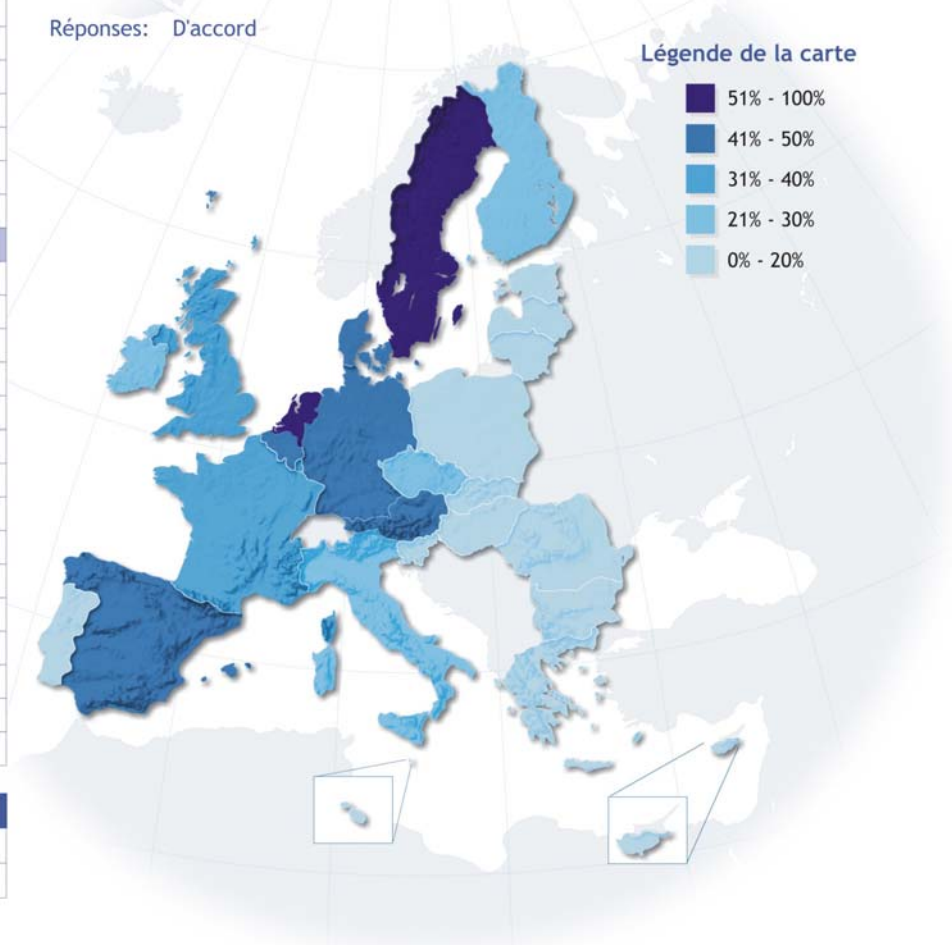 Réponses: D'accord
Légende de la carte
51% - 100%
41% - 50%
31% - 40%
21% - 30%
0% - 20%